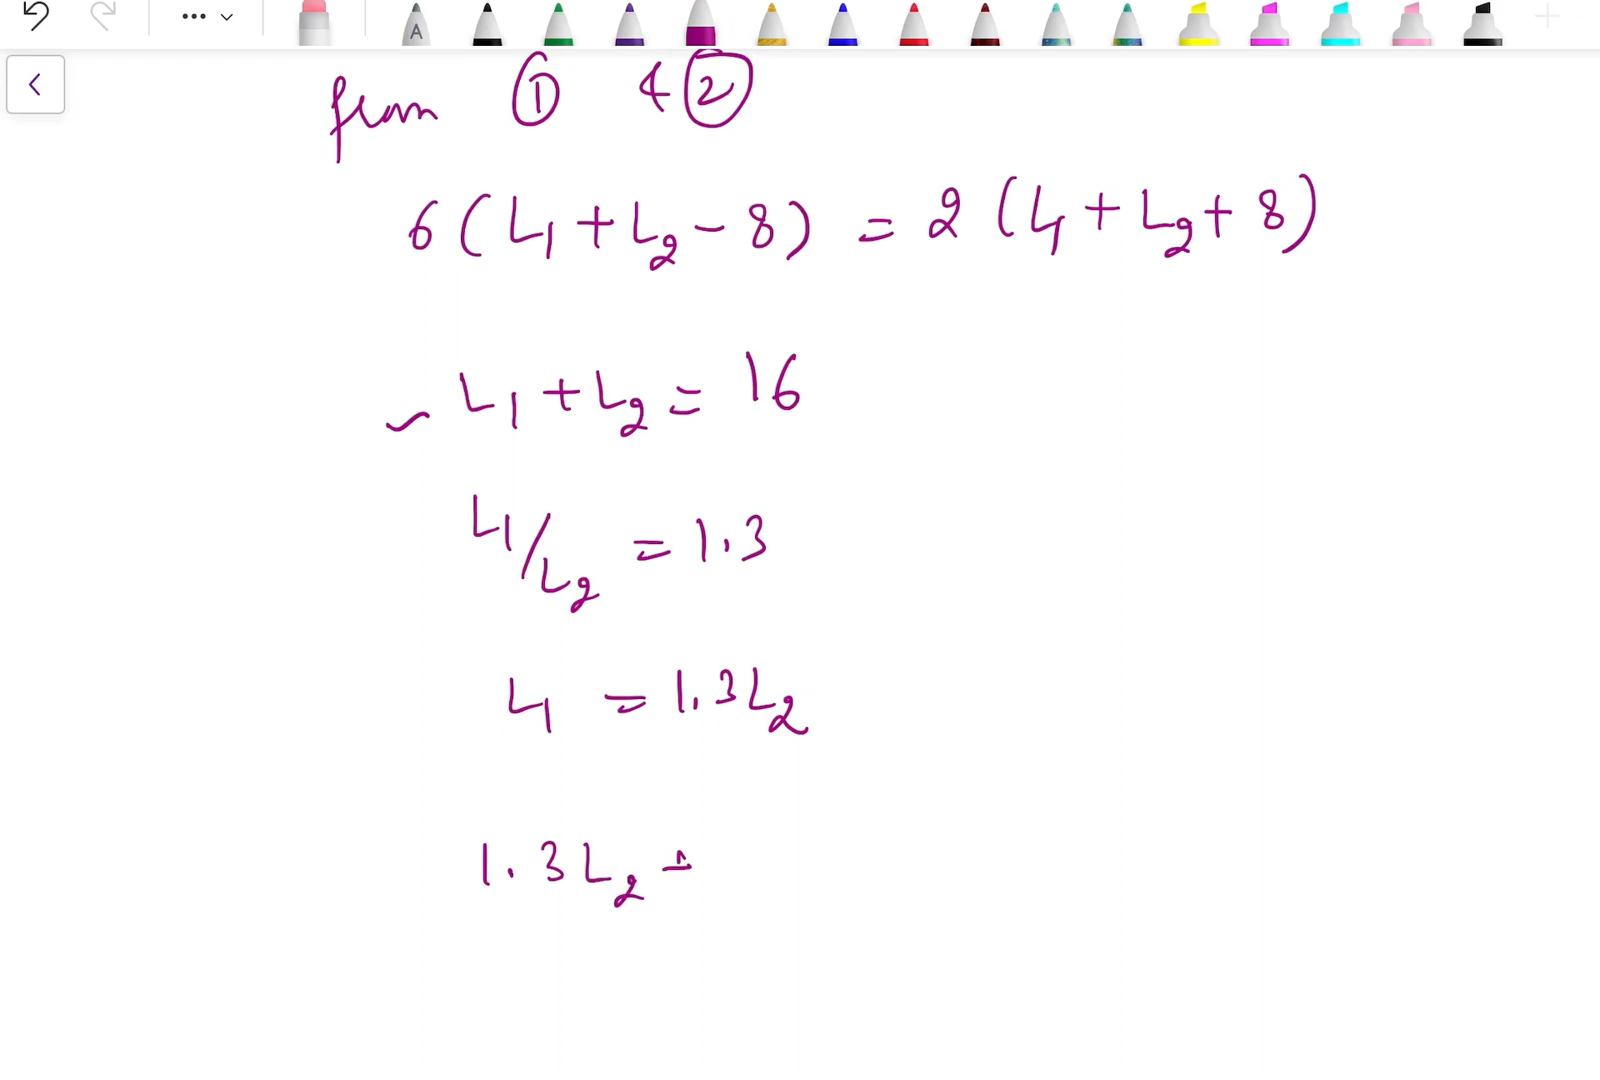 A
from ① & ②
6(L₁+L₂-8) = 2(L₁+L₂+8)
L₁+L₂ = 16
L₁/L₂ = 1.3
L₁ = 1.3L₂
1.3L₂ +